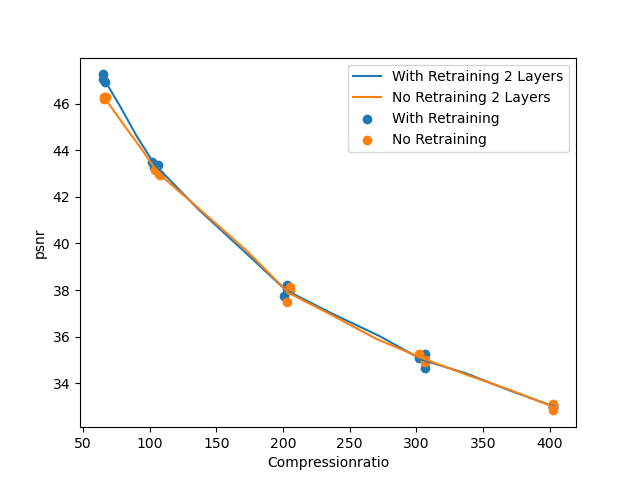 With Retraining 2 Layers
No Retraining 2 Layers
With Retraining
No Retraining
46
44
42
40
38
36
34
psnr
50
100
150
200
250
300
350
400
Compressionratio